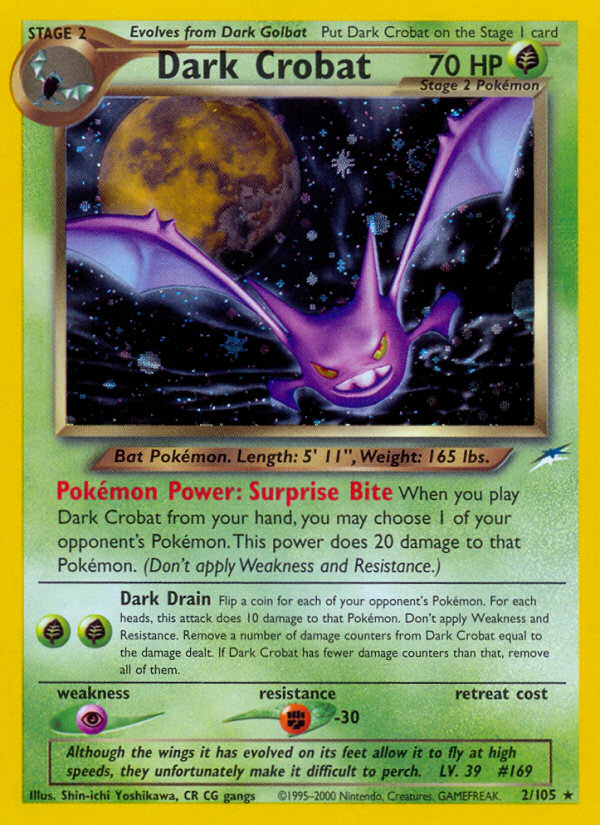 STAGE 2 Evolves from Dark Golbat Put Dark Crobat on the Stage 1 card
Dark Crobat 70 HP
Stage 2 Pokémon
Bat Pokémon. Length: 5' 11", Weight: 165 lbs.
Pokémon Power: Surprise Bite When you play
Dark Crobat from your hand, you may choose 1 of your
opponent's Pokémon. This power does 20 damage to that
Pokémon. (Don't apply Weakness and Resistance.)
Dark Drain Flip a coin for each of your opponent's Pokémon. For each
heads, this attack does 10 damage to that Pokémon. Don't apply Weakness and
Resistance. Remove a number of damage counters from Dark Crobat equal to
the damage dealt. If Dark Crobat has fewer damage counters than that, remove
all of them.
weakness resistance retreat cost
-30
Although the wings it has evolved on its feet allow it to fly at high
speeds, they unfortunately make it difficult to perch. LV. 39 #169
Illus. Shin-ichi Yoshikawa, CR CG gangs ©1995-2000 Nintendo, Creatures, GAMEFREAK. 2/105 ★